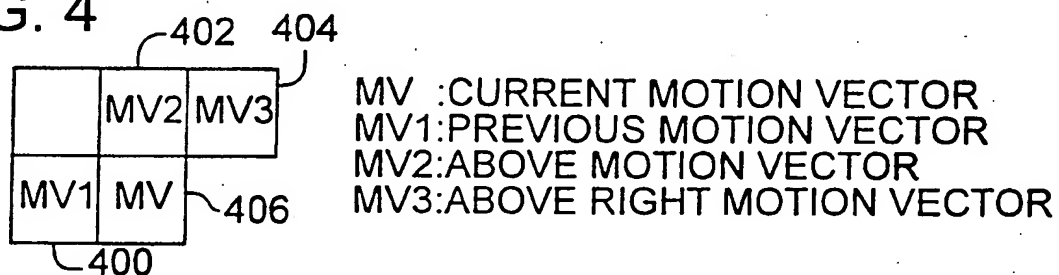 G. 4
402 404
MV2 MV3
MV1 MV
406
400
MV :CURRENT MOTION VECTOR
MV1:PREVIOUS MOTION VECTOR
MV2:ABOVE MOTION VECTOR
MV3:ABOVE RIGHT MOTION VECTOR